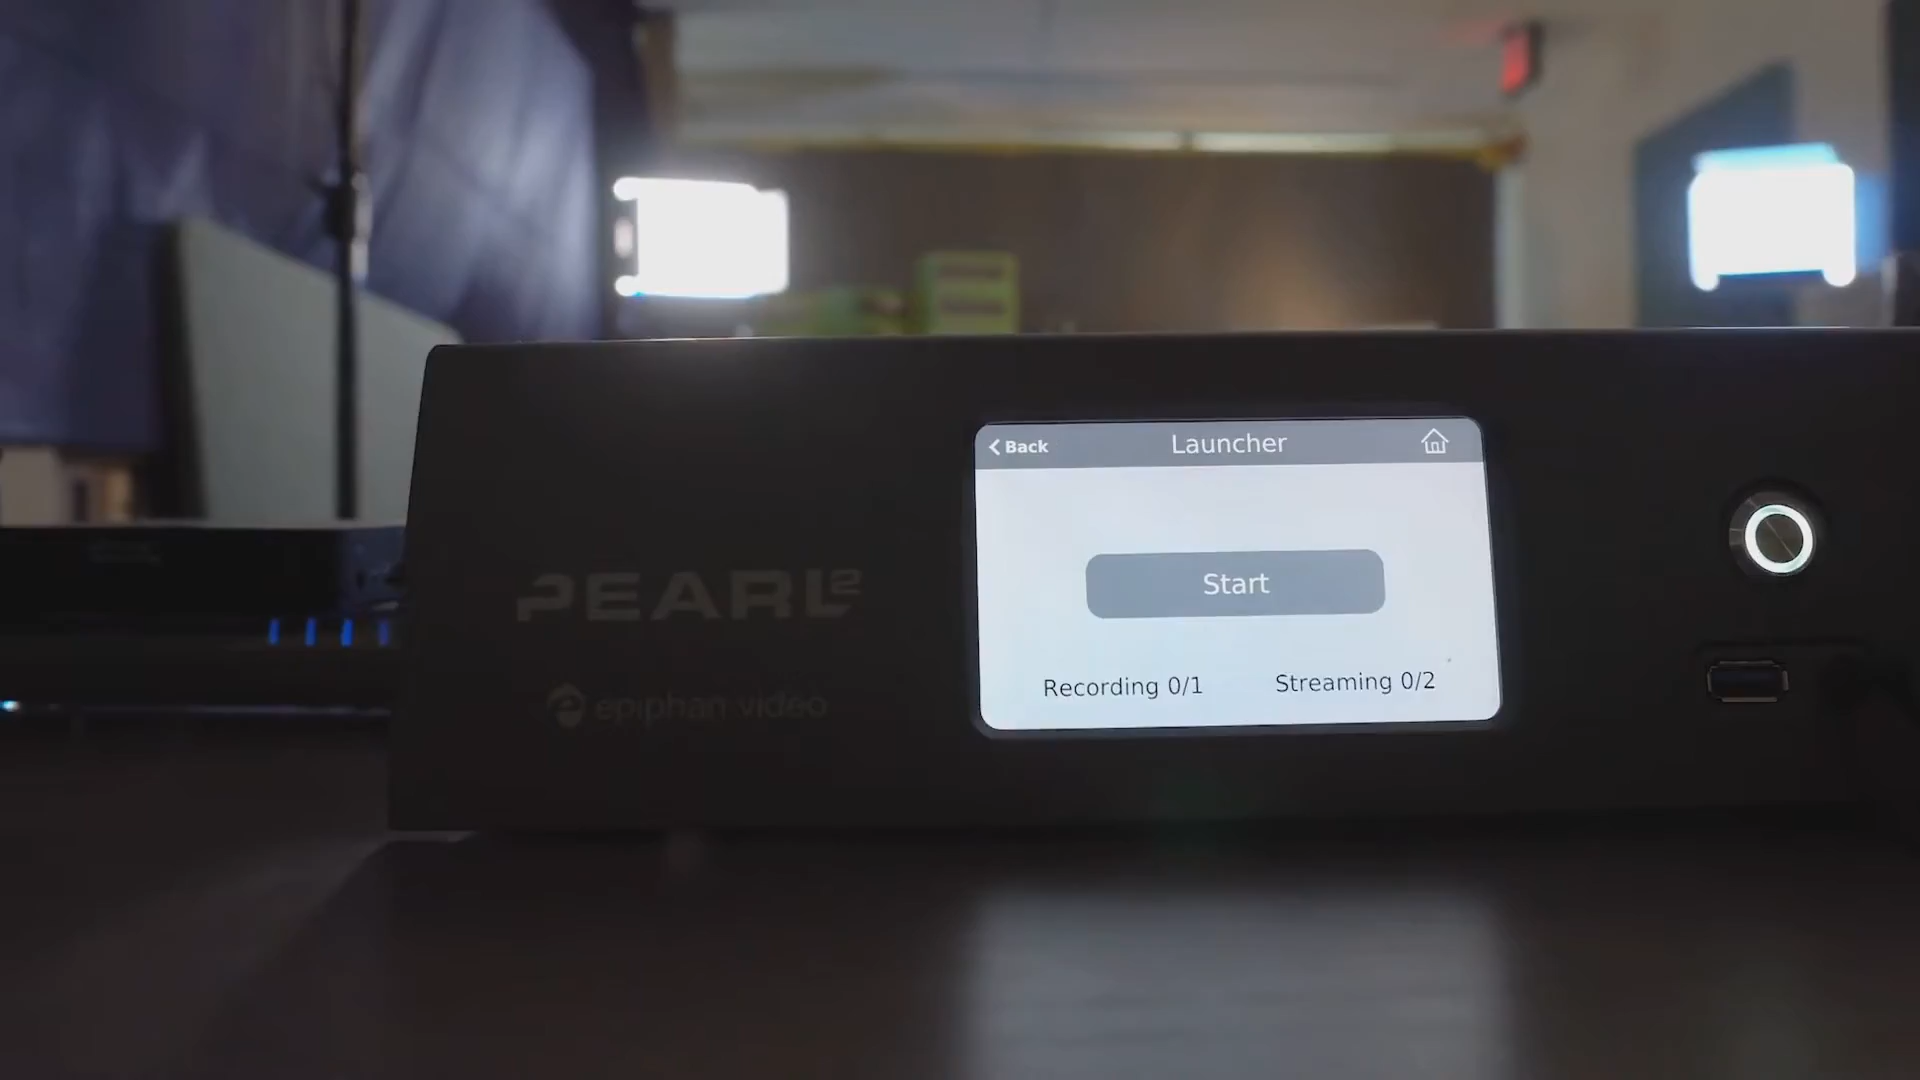 Back
Launcher
Start
Recording 0/1
Streaming 0/2
PEARL2
epiphan video